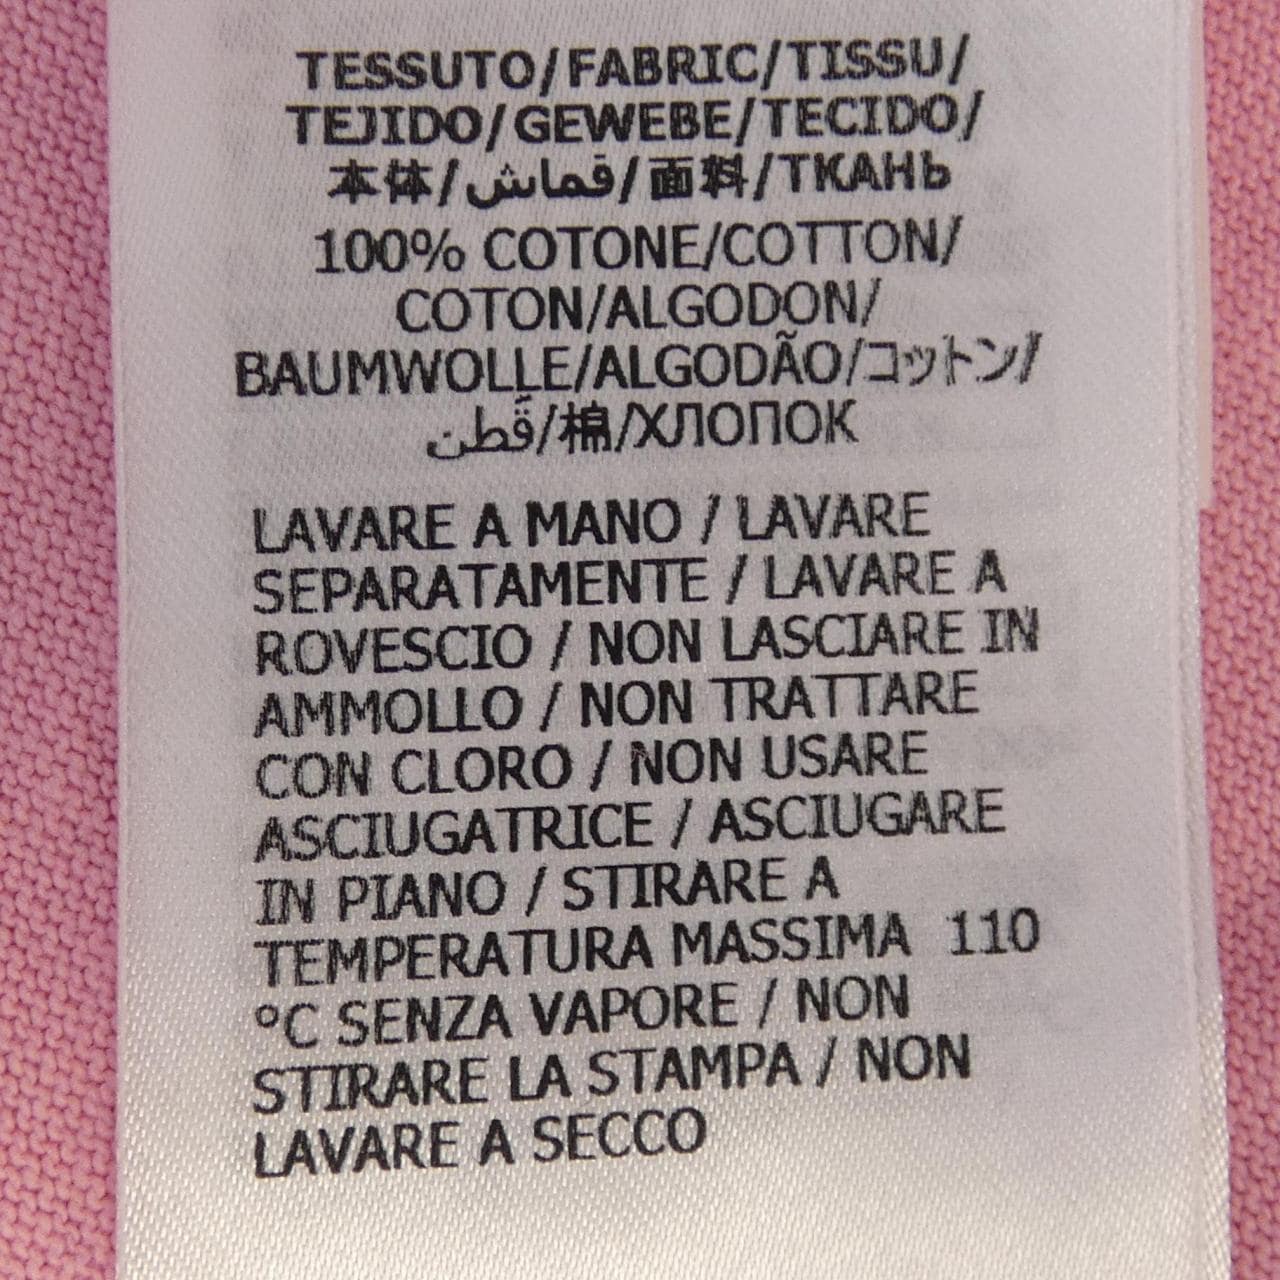 TESSUTO/FABRIC/TISSU/
TEJIDO/GEWEBE/TECIDO/
本体/قماش/面料/ТКАНЬ
100% COTONE/COTTON/
COTON/ALGODON/
BAUMWOLLE/ALGODÃO/コットン/
قطن/棉/ХЛОПОК
LAVARE A MANO / LAVARE
SEPARATAMENTE / LAVARE A
ROVESCIO / NON LASCIARE IN
AMMOLLO / NON TRATTARE
CON CLORO / NON USARE
ASCIUGATRICE / ASCIUGARE
IN PIANO / STIRARE A
TEMPERATURA MASSIMA 110
°C SENZA VAPORE / NON
STIRARE LA STAMPA / NON
LAVARE A SECCO